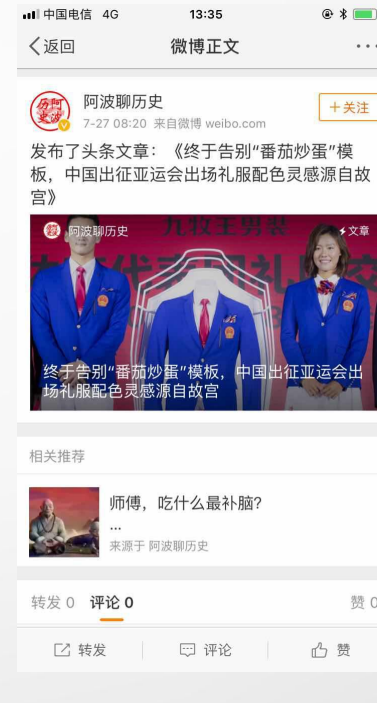 中国电信 4G 13:35
返回 微博正文
阿波聊历史
7-27 08:20 来自微博 weibo.com
+关注
发布了头条文章：《终于告别“番茄炒蛋”模
板，中国出征亚运会出场礼服配色灵感源自故
宫》
九牧王男装
阿波聊历史
文章
终于告别“番茄炒蛋”模板，中国出征亚运会出
场礼服配色灵感源自故宫
相关推荐
师傅，吃什么最补脑？
...
来源于 阿波聊历史
转发 0 评论 0 赞 0
转发 评论 赞